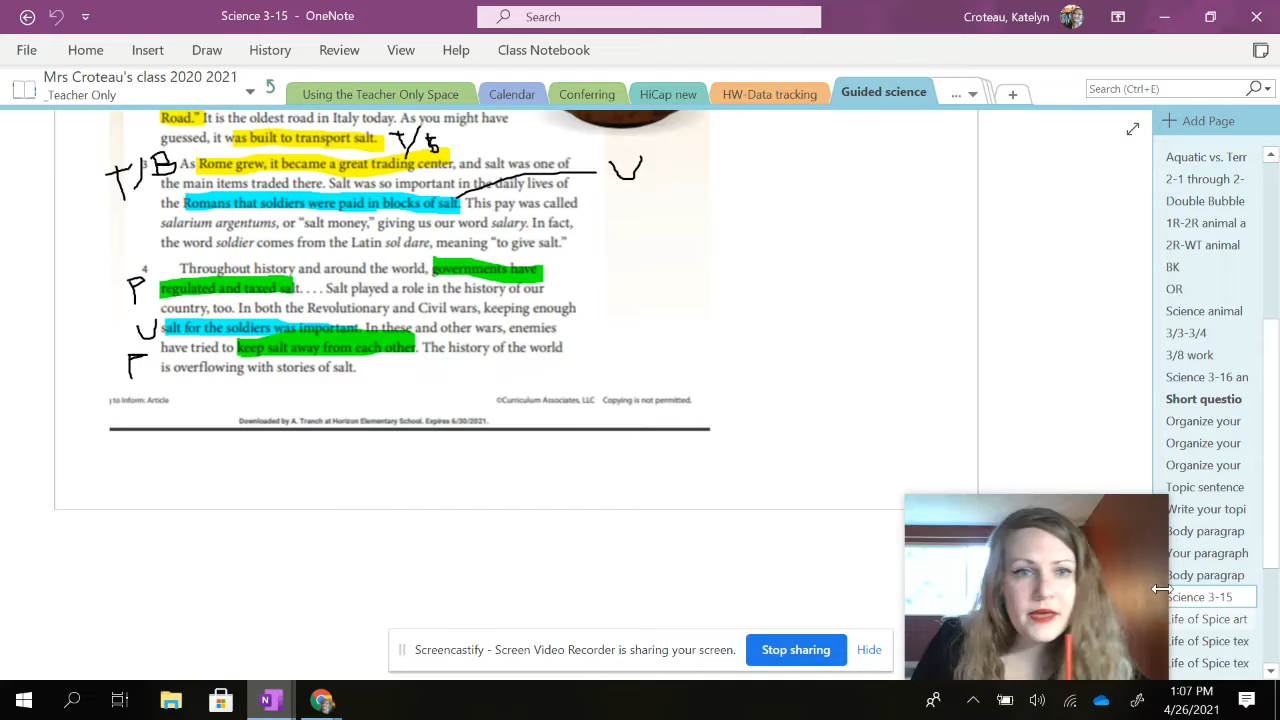 Science 3-15 - OneNote
Search
Croteau, Katelyn
File Home Insert Draw History Review View Help Class Notebook
Mrs Croteau's class 2020 2021
_Teacher Only
Using the Teacher Only Space
Calendar
Conferring
HiCap new
HW-Data tracking
Guided science
...
Search (Ctrl+E)
Add Page
Road." It is the oldest road in Italy today. As you might have
guessed, it was built to transport salt.
T/B
T/B
3 As Rome grew, it became a great trading center, and salt was one of
the main items traded there. Salt was so important in the daily lives of
the Romans that soldiers were paid in blocks of salt. This pay was called
salarium argentums, or "salt money," giving us our word salary. In fact,
the word soldier comes from the Latin sol dare, meaning "to give salt."
U
4 Throughout history and around the world, governments have
regulated and taxed salt. . . . Salt played a role in the history of our
country, too. In both the Revolutionary and Civil wars, keeping enough
salt for the soldiers was important. In these and other wars, enemies
have tried to keep salt away from each other. The history of the world
is overflowing with stories of salt.
P
U
g to Inform: Article
©Curriculum Associates, LLC Copying is not permitted.
Downloaded by A. Tranch at Horizon Elementary School. Expires 6/30/2021.
Aquatic vs. Terr
2-1 through 2-
Double Bubble
2R-2R animal a
1R-WT animal
BK
OR
Science animal
3/3-3/4
3/8 work
Science 3-16 an
Short questio
Organize your
Organize your
Organize your
Topic sentence
Write your topi
Body paragrap
Your paragraph
Body paragrap
Science 3-15
Life of Spice art
Life of Spice tex
Life of Spice tex
Screencastify - Screen Video Recorder is sharing your screen.
Stop sharing
Hide
1:07 PM
4/26/2021